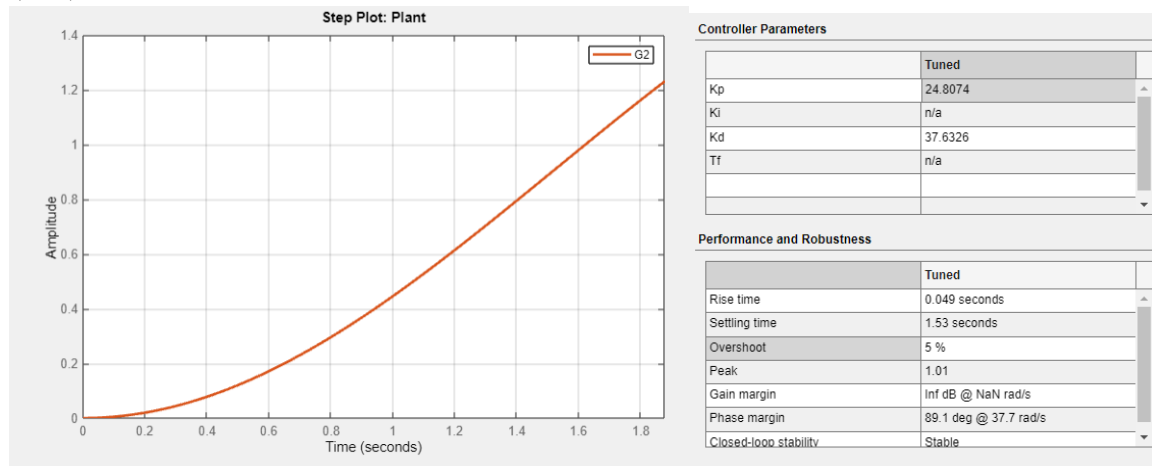 Step Plot: Plant
G2
1.4
1.2
1
0.8
0.6
0.4
0.2
0
Amplitude
0 0.2 0.4 0.6 0.8 1 1.2 1.4 1.6 1.8
Time (seconds)
Controller Parameters
Tuned
Kp 24.8074
Ki n/a
Kd 37.6326
Tf n/a
Performance and Robustness
Tuned
Rise time 0.049 seconds
Settling time 1.53 seconds
Overshoot 5 %
Peak 1.01
Gain margin Inf dB @ NaN rad/s
Phase margin 89.1 deg @ 37.7 rad/s
Closed-loop stability Stable